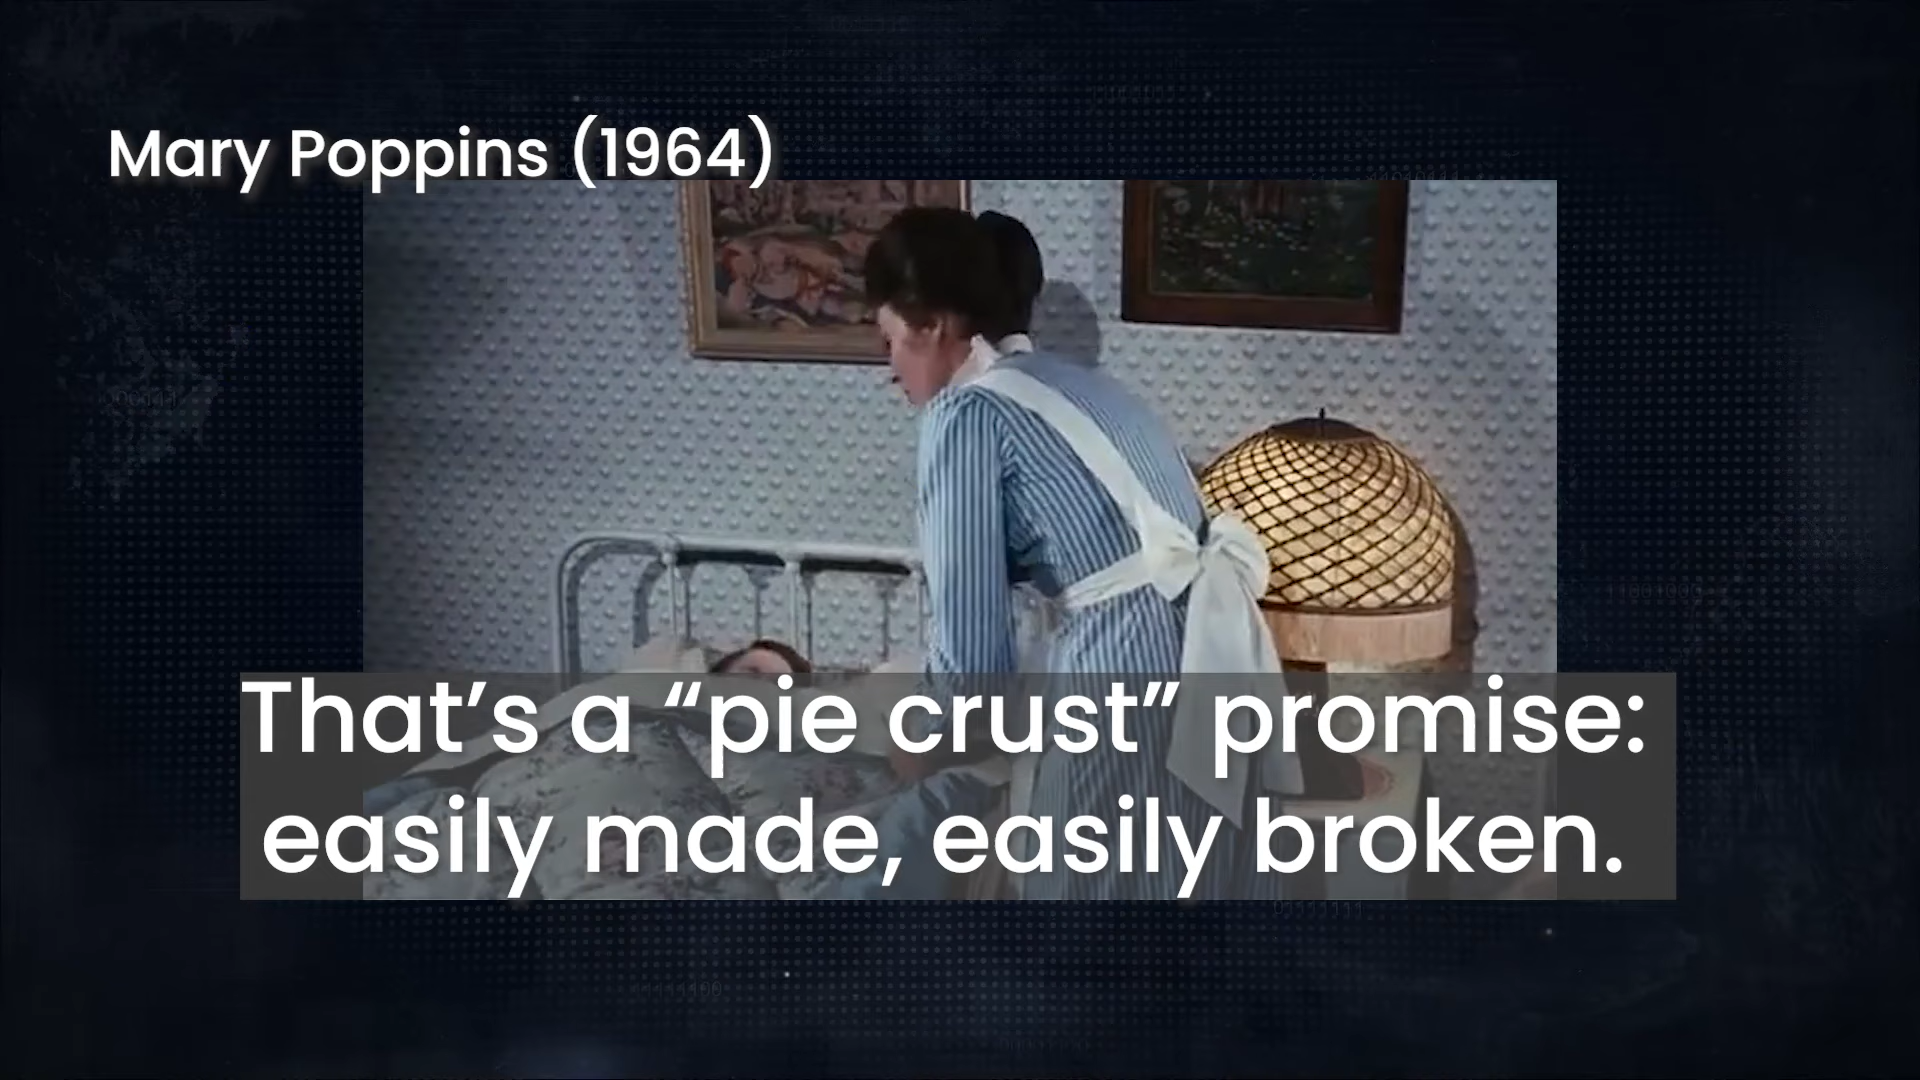 Mary Poppins (1964)
That’s a “pie crust” promise:
easily made, easily broken.